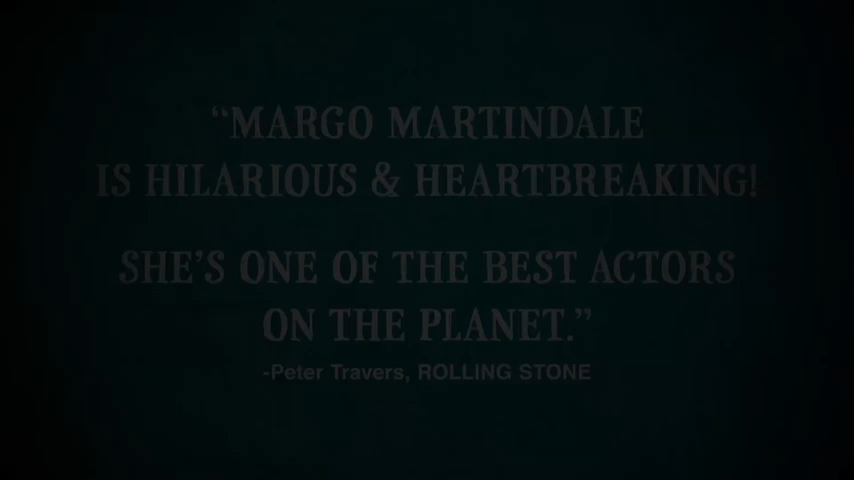 “MARGO MARTINDALE
IS HILARIOUS & HEARTBREAKING!
SHE’S ONE OF THE BEST ACTORS
ON THE PLANET.”
-Peter Travers, ROLLING STONE